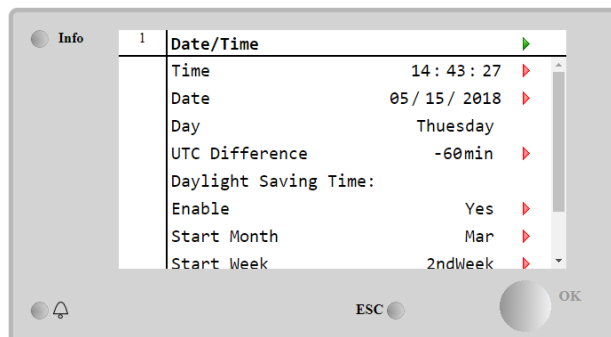 Info
1 Date/Time
Time 14:43:27
Date 05/15/2018
Day Thuesday
UTC Difference -60min
Daylight Saving Time:
Enable Yes
Start Month Mar
Start Week 2ndWeek
ESC
OK